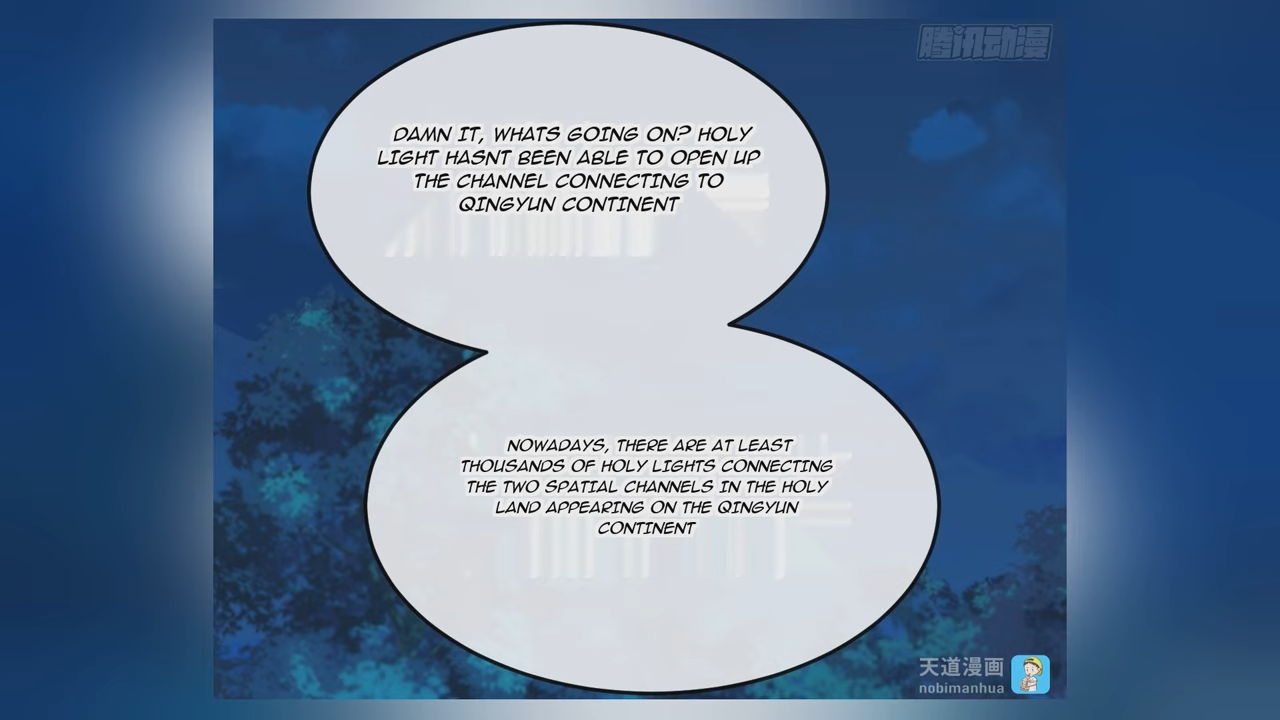 腾讯动漫
DAMN IT, WHATS GOING ON? HOLY
LIGHT HASNT BEEN ABLE TO OPEN UP
THE CHANNEL CONNECTING TO
QINGYUN CONTINENT
NOWADAYS, THERE ARE AT LEAST
THOUSANDS OF HOLY LIGHTS CONNECTING
THE TWO SPATIAL CHANNELS IN THE HOLY
LAND APPEARING ON THE QINGYUN
CONTINENT
天道漫画
nobimanhua